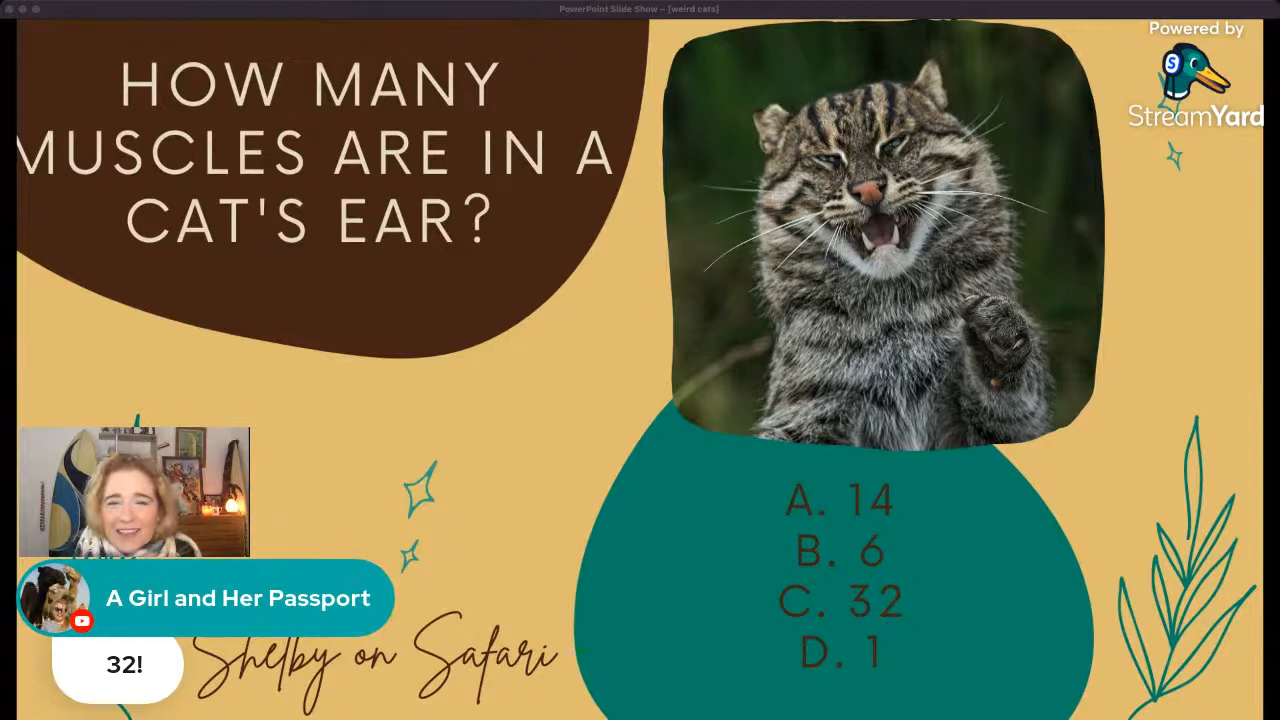 PowerPoint Slide Show - [weird cats]
HOW MANY
MUSCLES ARE IN A
CAT'S EAR?
Powered by
S
StreamYard
A. 14
B. 6
C. 32
D. 1
A Girl and Her Passport
32!
Shelby on Safari